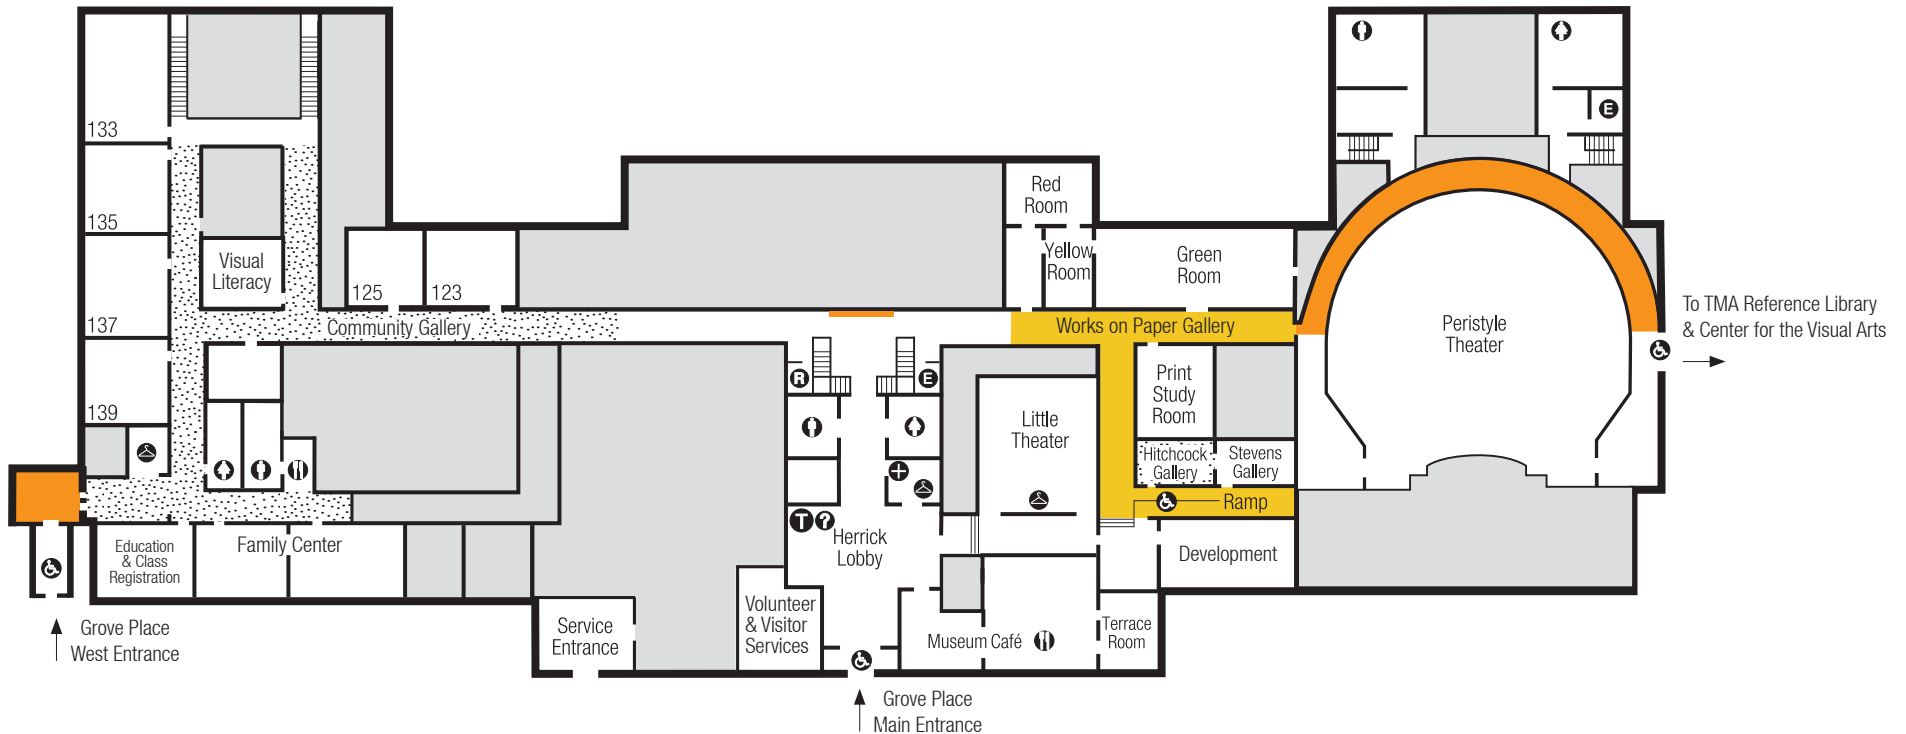 133
135
137
139
Visual
Literacy
125
123
Community Gallery
Red
Room
Yellow
Room
Green
Room
Works on Paper Gallery
Peristyle
Theater
E
To TMA Reference Library
& Center for the Visual Arts
R
E
Print
Study
Room
Little
Theater
Hitchcock
Gallery
Stevens
Gallery
Ramp
T ?
Herrick
Lobby
Development
Education
& Class
Registration
Family Center
Service
Entrance
Volunteer
& Visitor
Services
Museum Café
Terrace
Room
Grove Place
West Entrance
Grove Place
Main Entrance